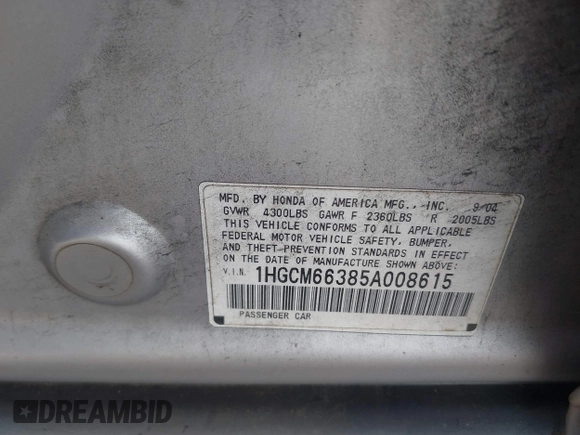 MFD. BY HONDA OF AMERICA MFG., INC. 9/04
GVWR 4300LBS GAWR F 2360LBS R 2005LBS
THIS VEHICLE CONFORMS TO ALL APPLICABLE
FEDERAL MOTOR VEHICLE SAFETY, BUMPER,
AND THEFT PREVENTION STANDARDS IN EFFECT
ON THE DATE OF MANUFACTURE SHOWN ABOVE:
V.I.N. 1HGCM66385A008615
PASSENGER CAR
DREAMBID